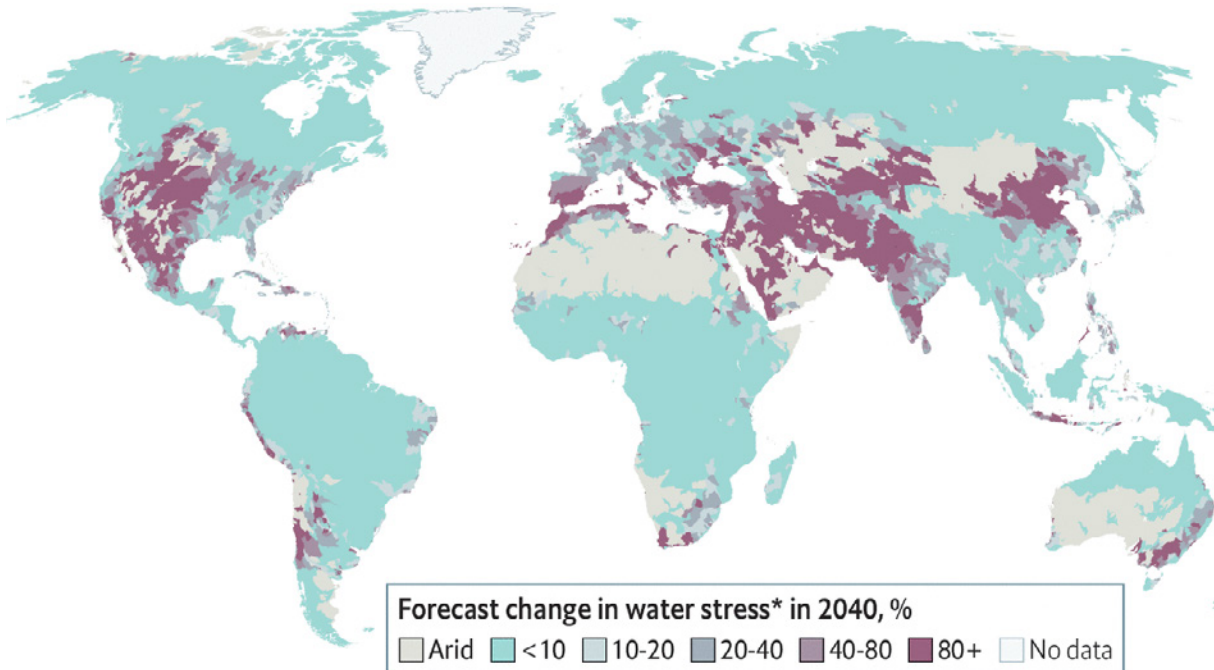 Forecast change in water stress* in 2040, %
Arid <10 10-20 20-40 40-80 80+ No data